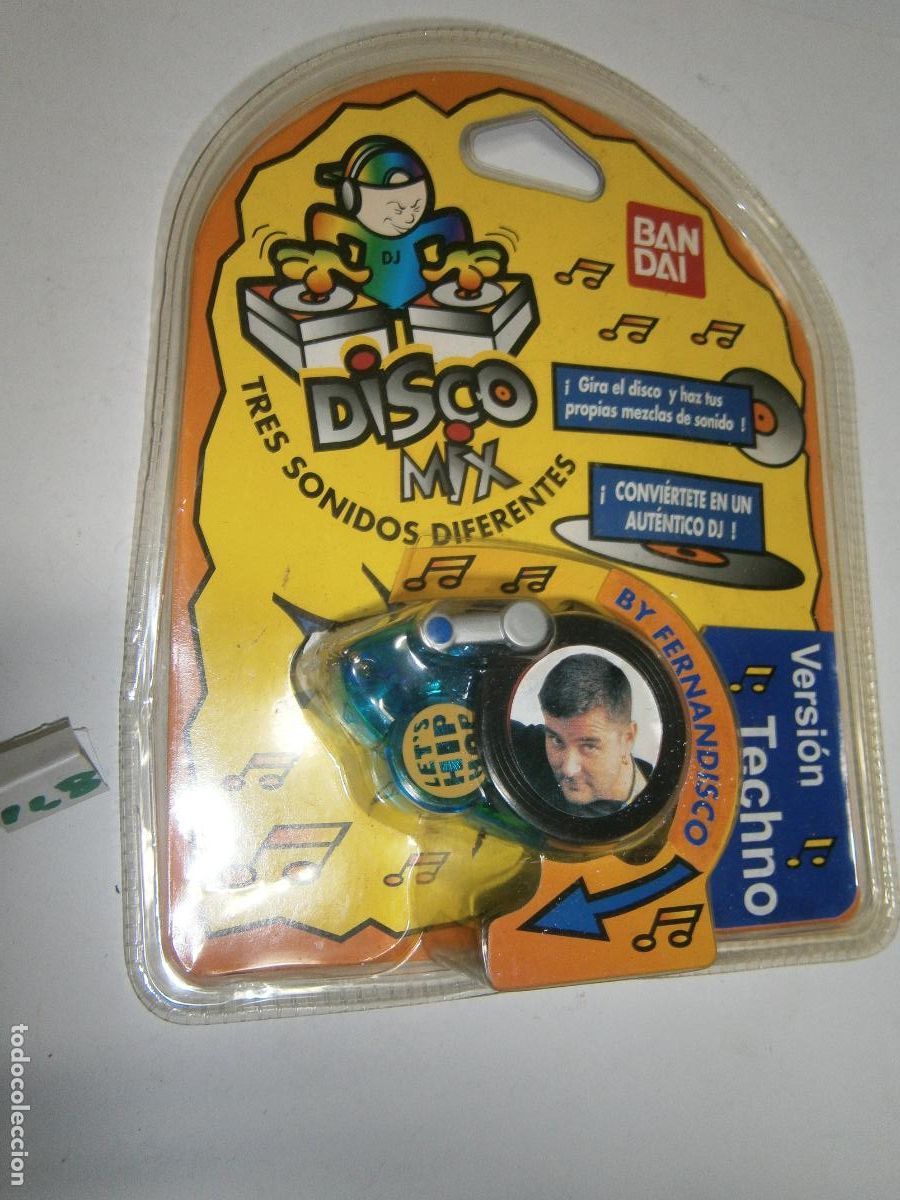 DJ
BAN
DAI
DiSCO
MiX
TRES SONIDOS DIFERENTES
¡ Gira el disco y haz tus
propias mezclas de sonido !
¡ CONVIÉRTETE EN UN
AUTÉNTICO DJ !
BY FERNANDISCO
Versión
Techno
LET'S
HIP
HOP
todocoleccion